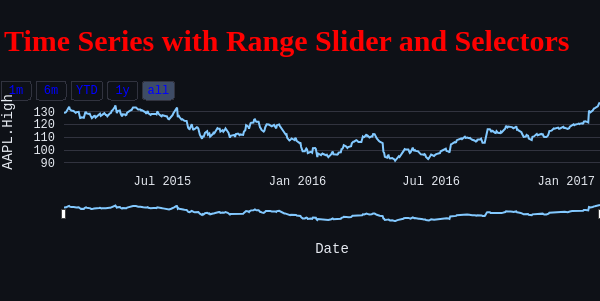 Time Series with Range Slider and Selectors
1m 6m YTD 1y all
AAPL.High
130
120
110
100
90
Jul 2015 Jan 2016 Jul 2016 Jan 2017
Date